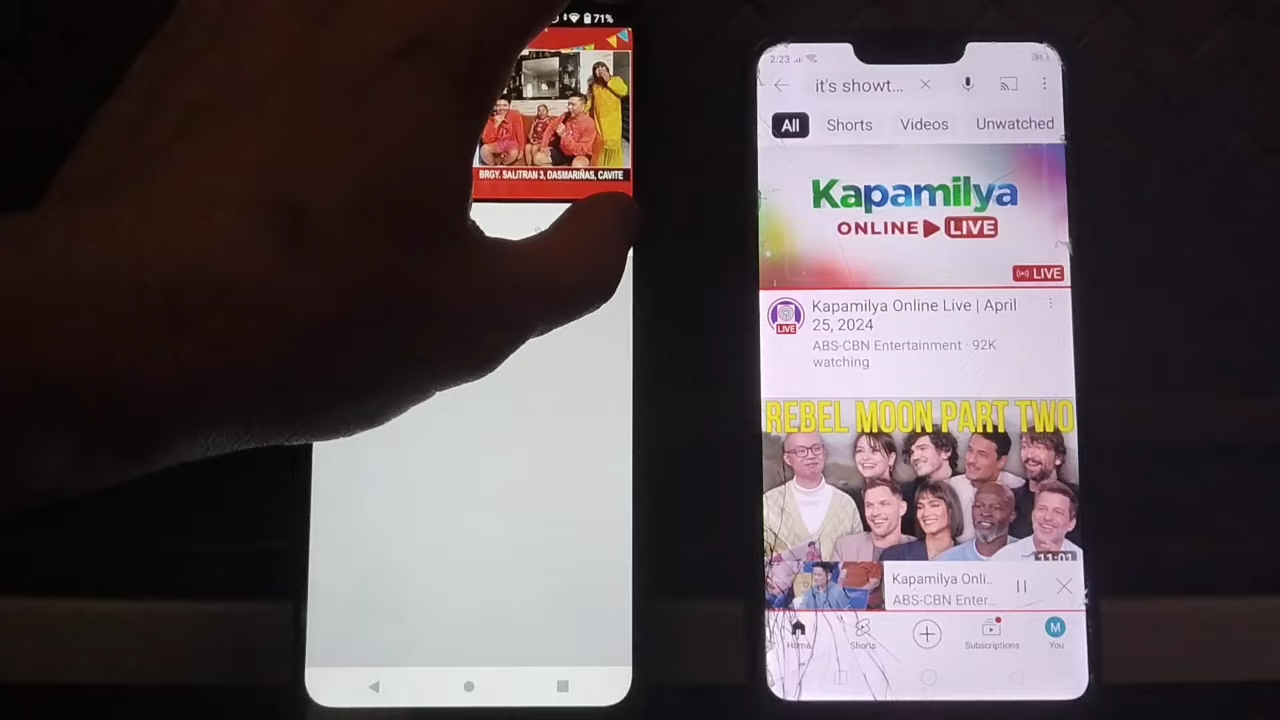 71%
BRGY. SALITRAN 3, DASMARIÑAS, CAVITE
2:23
it's showt...
All
Shorts
Videos
Unwatched
Kapamilya
ONLINE LIVE
LIVE
LIVE
Kapamilya Online Live | April
25, 2024
ABS-CBN Entertainment · 92K
watching
REBEL MOON PART TWO
11:01
Kapamilya Onli..
ABS-CBN Enter...
Home
Shorts
Subscriptions
M
You